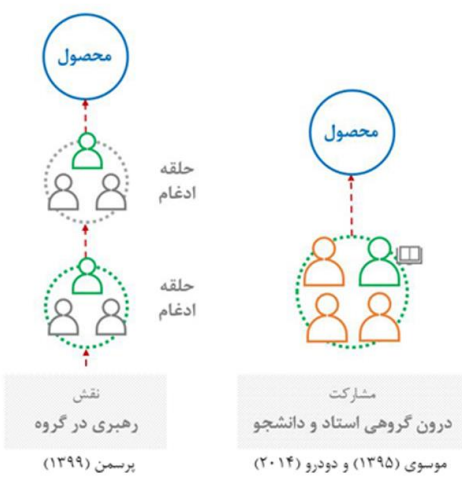 محصول
محصول
حلقه
ادغام
حلقه
ادغام
مشارکت
درون گروهی استاد و دانشجو
موسوی (۱۳۹۵) و دودرو (۲۰۱۴)
نقش
رهبری در گروه
پرسمن (۱۳۹۹)